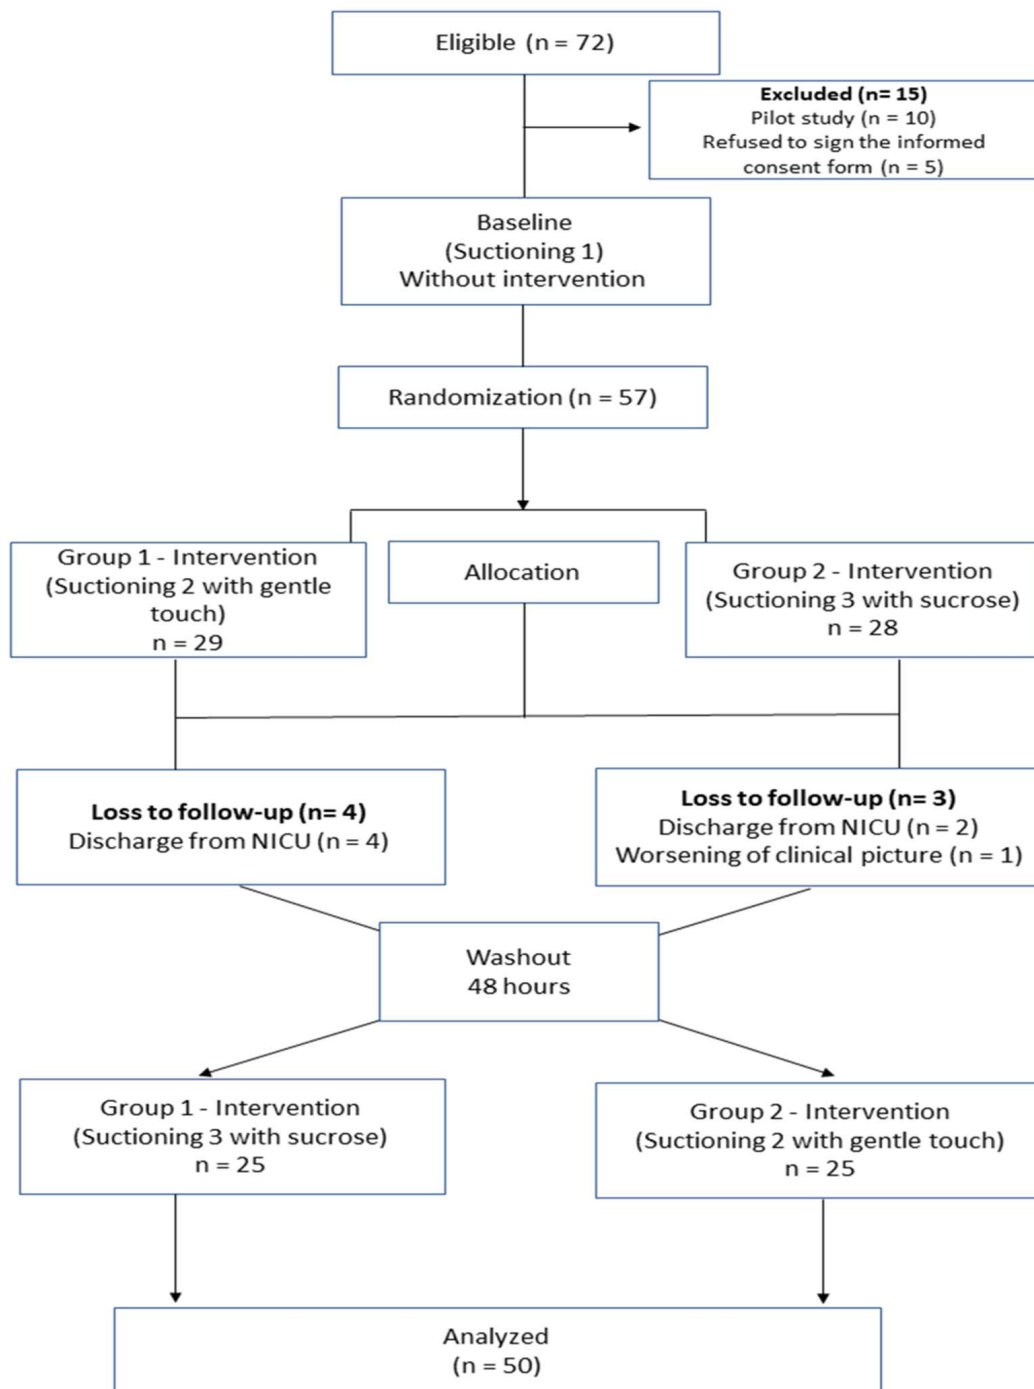 Eligible (n = 72)
Excluded (n= 15)
Pilot study (n = 10)
Refused to sign the informed
consent form (n = 5)
Baseline
(Suctioning 1)
Without intervention
Randomization (n = 57)
Group 1 - Intervention
(Suctioning 2 with gentle
touch)
n = 29
Allocation
Group 2 - Intervention
(Suctioning 3 with sucrose)
n = 28
Loss to follow-up (n= 4)
Discharge from NICU (n = 4)
Loss to follow-up (n= 3)
Discharge from NICU (n = 2)
Worsening of clinical picture (n = 1)
Washout
48 hours
Group 1 - Intervention
(Suctioning 3 with sucrose)
n = 25
Group 2 - Intervention
(Suctioning 2 with gentle touch)
n = 25
Analyzed
(n = 50)